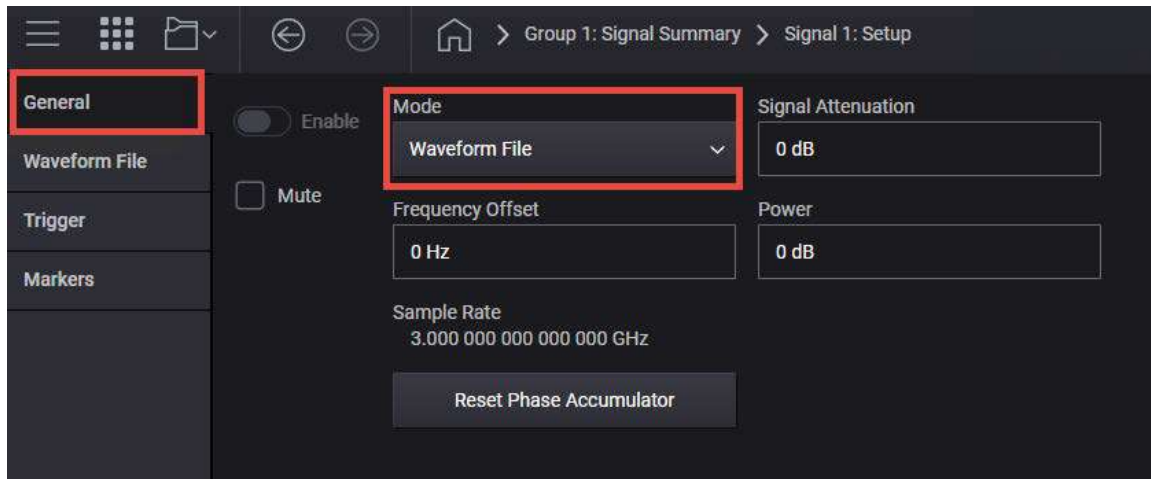 Group 1: Signal Summary > Signal 1: Setup
General
Waveform File
Trigger
Markers
Enable
Mute
Mode
Waveform File
Signal Attenuation
0 dB
Frequency Offset
0 Hz
Power
0 dB
Sample Rate
3.000 000 000 000 000 GHz
Reset Phase Accumulator